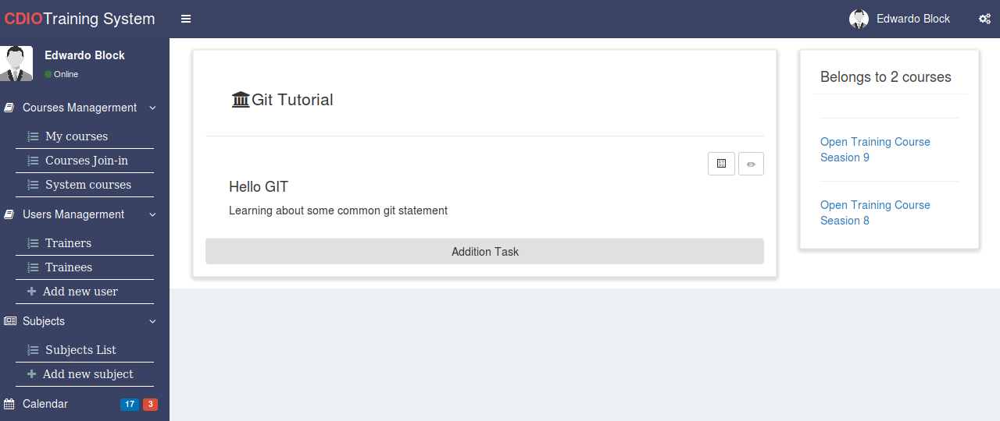 CDIOTraining System
Edwardo Block
Edwardo Block
Online
Courses Managerment
My courses
Courses Join-in
System courses
Users Managerment
Trainers
Trainees
Add new user
Subjects
Subjects List
Add new subject
Calendar 17 3
Git Tutorial
Hello GIT
Learning about some common git statement
Addition Task
Belongs to 2 courses
Open Training Course
Seasion 9
Open Training Course
Seasion 8